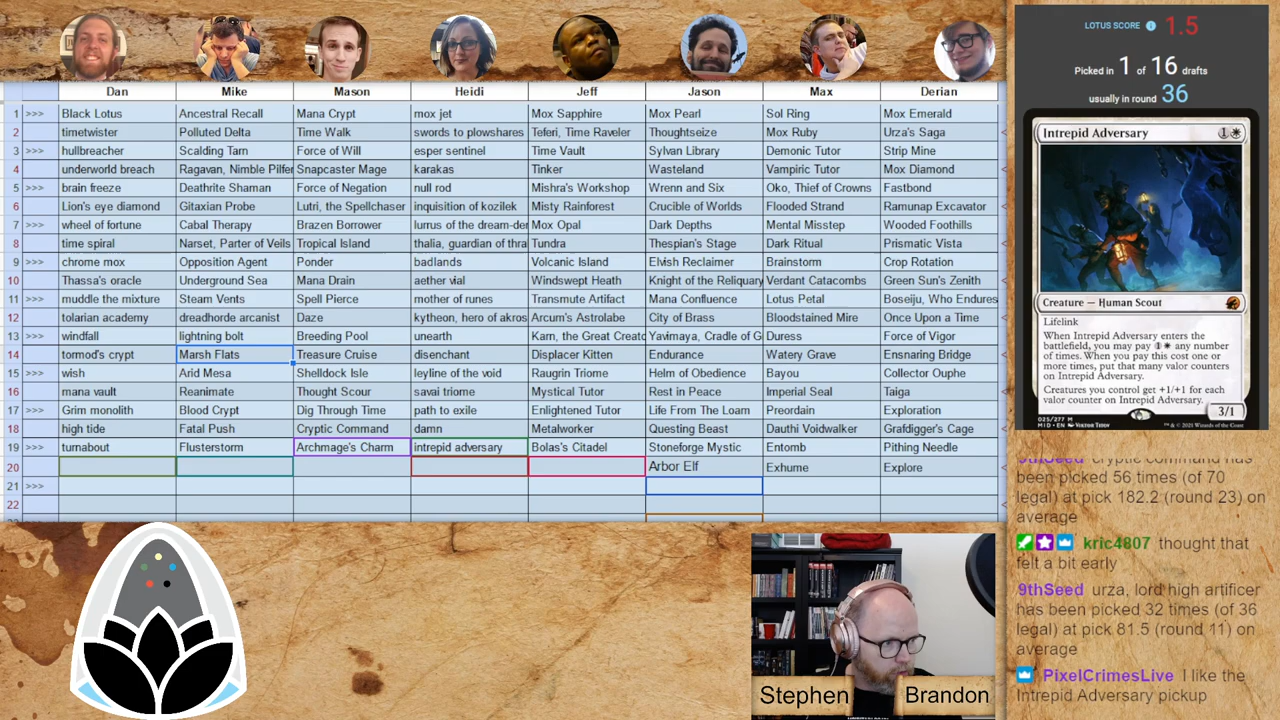 Dan Mike Mason Heidi Jeff Jason Max Derian
1 >>> Black Lotus Ancestral Recall Mana Crypt mox jet Mox Sapphire Mox Pearl Sol Ring Mox Emerald
2 timetwister Polluted Delta Time Walk swords to plowshares Teferi, Time Raveler Thoughtseize Mox Ruby Urza's Saga
3 >>> hullbreacher Scalding Tarn Force of Will esper sentinel Time Vault Sylvan Library Demonic Tutor Strip Mine
4 underworld breach Ragavan, Nimble Pilfer Snapcaster Mage karakas Tinker Wasteland Vampiric Tutor Mox Diamond
5 >>> brain freeze Deathrite Shaman Force of Negation null rod Mishra's Workshop Wrenn and Six Oko, Thief of Crowns Fastbond
6 Lion's eye diamond Gitaxian Probe Lutri, the Spellchaser inquisition of kozilek Misty Rainforest Crucible of Worlds Flooded Strand Ramunap Excavator
7 >>> wheel of fortune Cabal Therapy Brazen Borrower lurrus of the dream-der Mox Opal Dark Depths Mental Misstep Wooded Foothills
8 time spiral Narset, Parter of Veils Tropical Island thalia, guardian of thra Tundra Thespian's Stage Dark Ritual Prismatic Vista
9 >>> chrome mox Opposition Agent Ponder badlands Volcanic Island Elvish Reclaimer Brainstorm Crop Rotation
10 Thassa's oracle Underground Sea Mana Drain aether vial Windswept Heath Knight of the Reliquary Verdant Catacombs Green Sun's Zenith
11 >>> muddle the mixture Steam Vents Spell Pierce mother of runes Transmute Artifact Mana Confluence Lotus Petal Boseiju, Who Endures
12 tolarian academy dreadhorde arcanist Daze kytheon, hero of akros Arcum's Astrolabe City of Brass Bloodstained Mire Once Upon a Time
13 >>> windfall lightning bolt Breeding Pool unearth Karn, the Great Creato Yavimaya, Cradle of G Duress Force of Vigor
14 tormod's crypt Marsh Flats Treasure Cruise disenchant Displacer Kitten Endurance Watery Grave Ensnaring Bridge
15 >>> wish Arid Mesa Shelldock Isle leyline of the void Raugrin Triome Helm of Obedience Bayou Collector Ouphe
16 mana vault Reanimate Thought Scour savai triome Mystical Tutor Rest in Peace Imperial Seal Taiga
17 >>> Grim monolith Blood Crypt Dig Through Time path to exile Enlightened Tutor Life From The Loam Preordain Exploration
18 high tide Fatal Push Cryptic Command damn Metalworker Questing Beast Dauthi Voidwalker Grafdigger's Cage
19 >>> turnabout Flusterstorm Archmage's Charm intrepid adversary Bolas's Citadel Stoneforge Mystic Entomb Pithing Needle
20 Arbor Elf Exhume Explore
21 >>>
22
LOTUS SCORE 1.5
Picked in 1 of 16 drafts
usually in round 36
Intrepid Adversary 1
Creature — Human Scout
Lifelink
When Intrepid Adversary enters the
battlefield, you may pay 1 any number
of times. When you pay this cost one or
more times, put that many valor counters
on Intrepid Adversary.
Creatures you control get +1/+1 for each
valor counter on Intrepid Adversary.
3/1
025/277 M
MID • EN Viktor Titov ™ & © 2021 Wizards of the Coast
9thSeed cryptic command has
been picked 56 times (of 70
legal) at pick 182.2 (round 23) on
average
kric4807 thought that
felt a bit early
9thSeed urza, lord high artificer
has been picked 32 times (of 36
legal) at pick 81.5 (round 11) on
average
PixelCrimesLive I like the
Intrepid Adversary pickup
Stephen Brandon